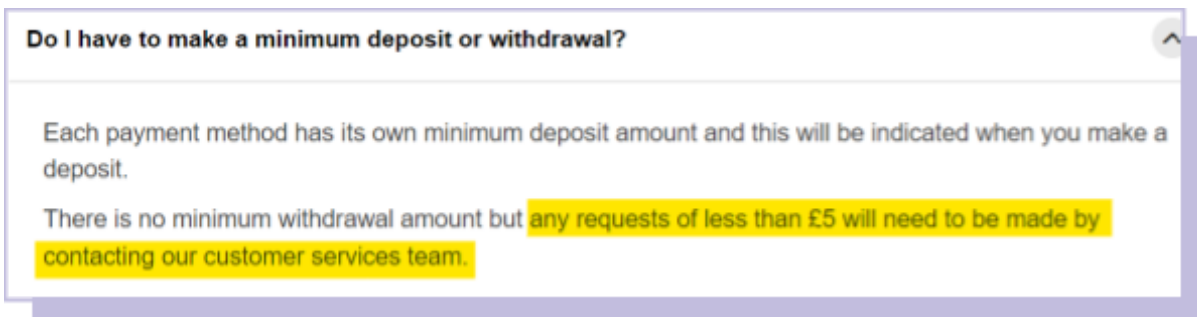 Do I have to make a minimum deposit or withdrawal?
Each payment method has its own minimum deposit amount and this will be indicated when you make a
deposit.
There is no minimum withdrawal amount but any requests of less than £5 will need to be made by
contacting our customer services team.